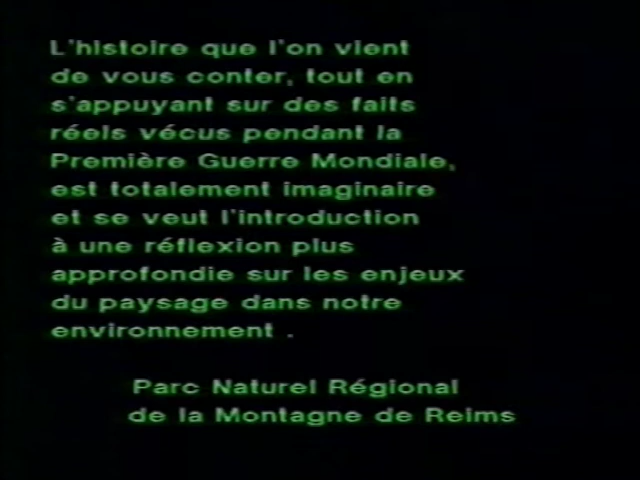 L'histoire que l'on vient
de vous conter, tout en
s'appuyant sur des faits
réels vécus pendant la
Première Guerre Mondiale,
est totalement imaginaire
et se veut l'introduction
à une réflexion plus
approfondie sur les enjeux
du paysage dans notre
environnement .
Parc Naturel Régional
de la Montagne de Reims